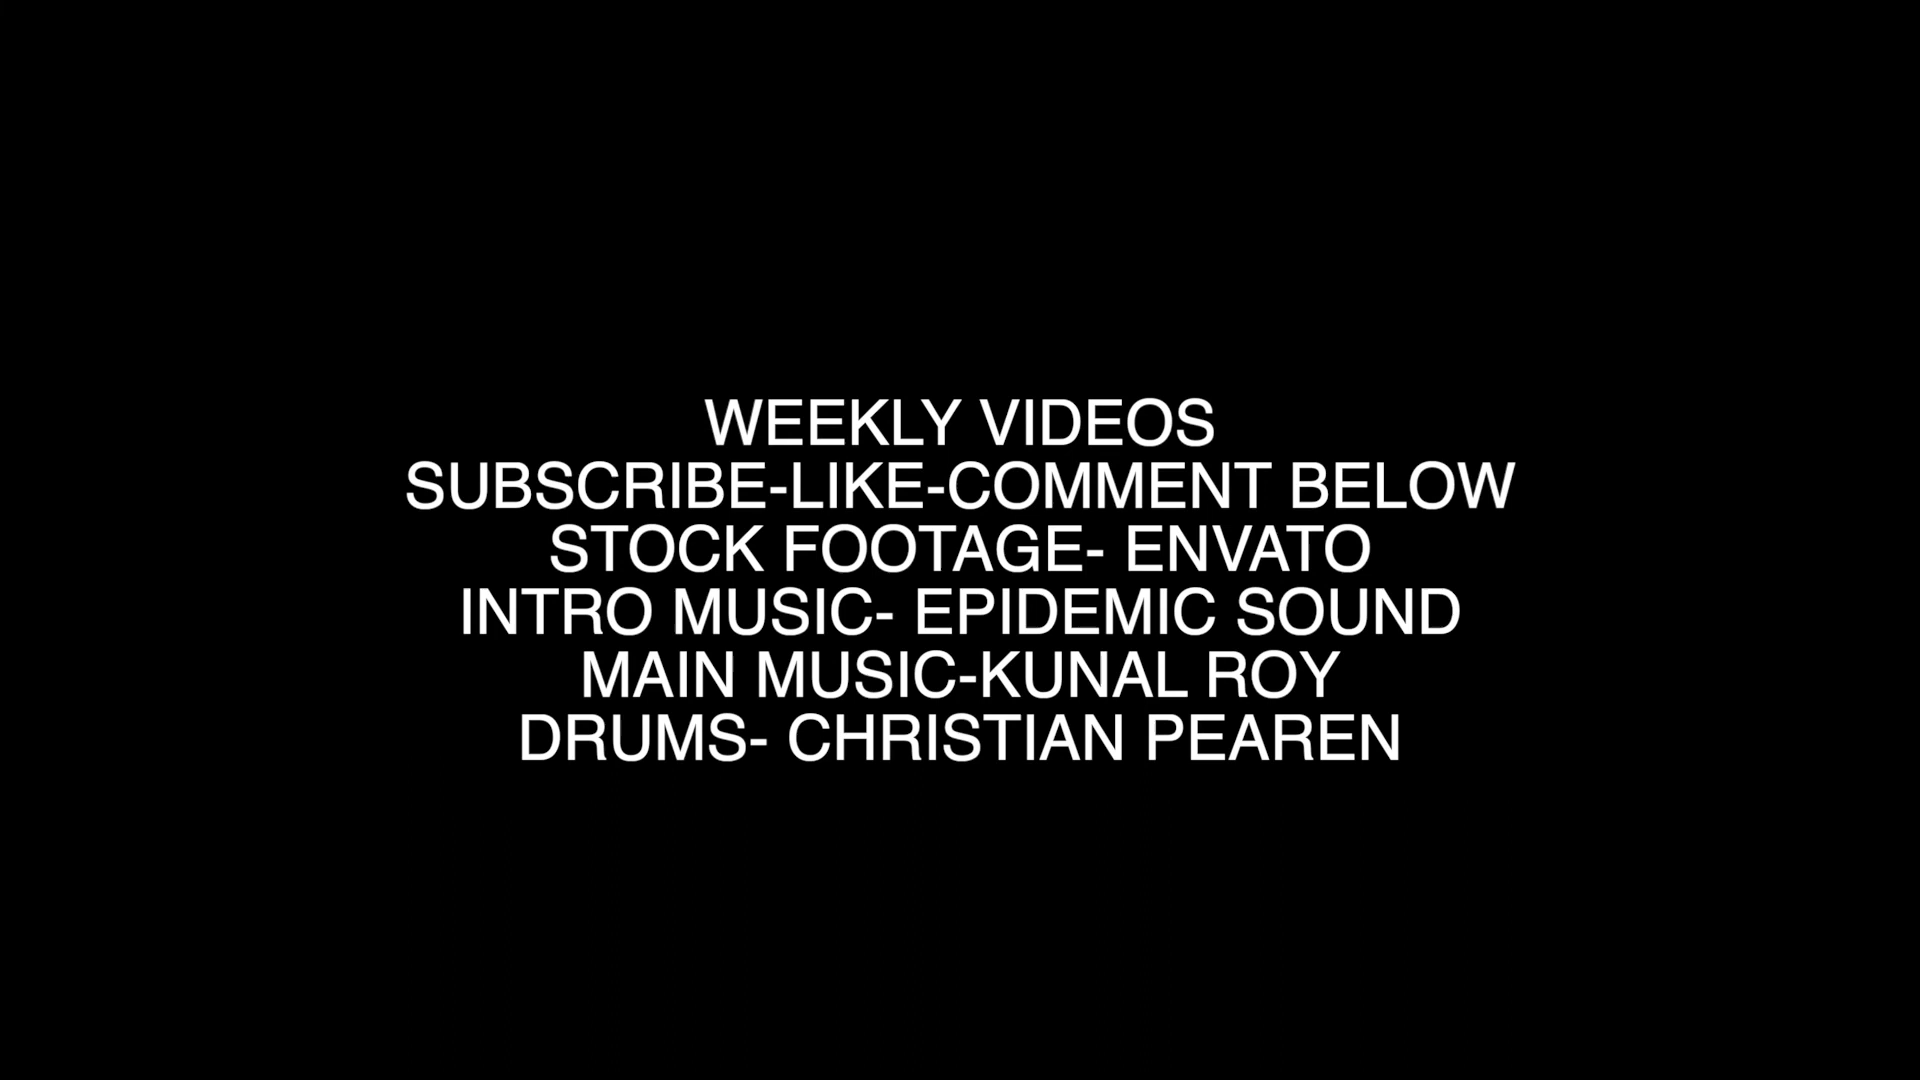 WEEKLY VIDEOS
SUBSCRIBE-LIKE-COMMENT BELOW
STOCK FOOTAGE- ENVATO
INTRO MUSIC- EPIDEMIC SOUND
MAIN MUSIC-KUNAL ROY
DRUMS- CHRISTIAN PEAREN